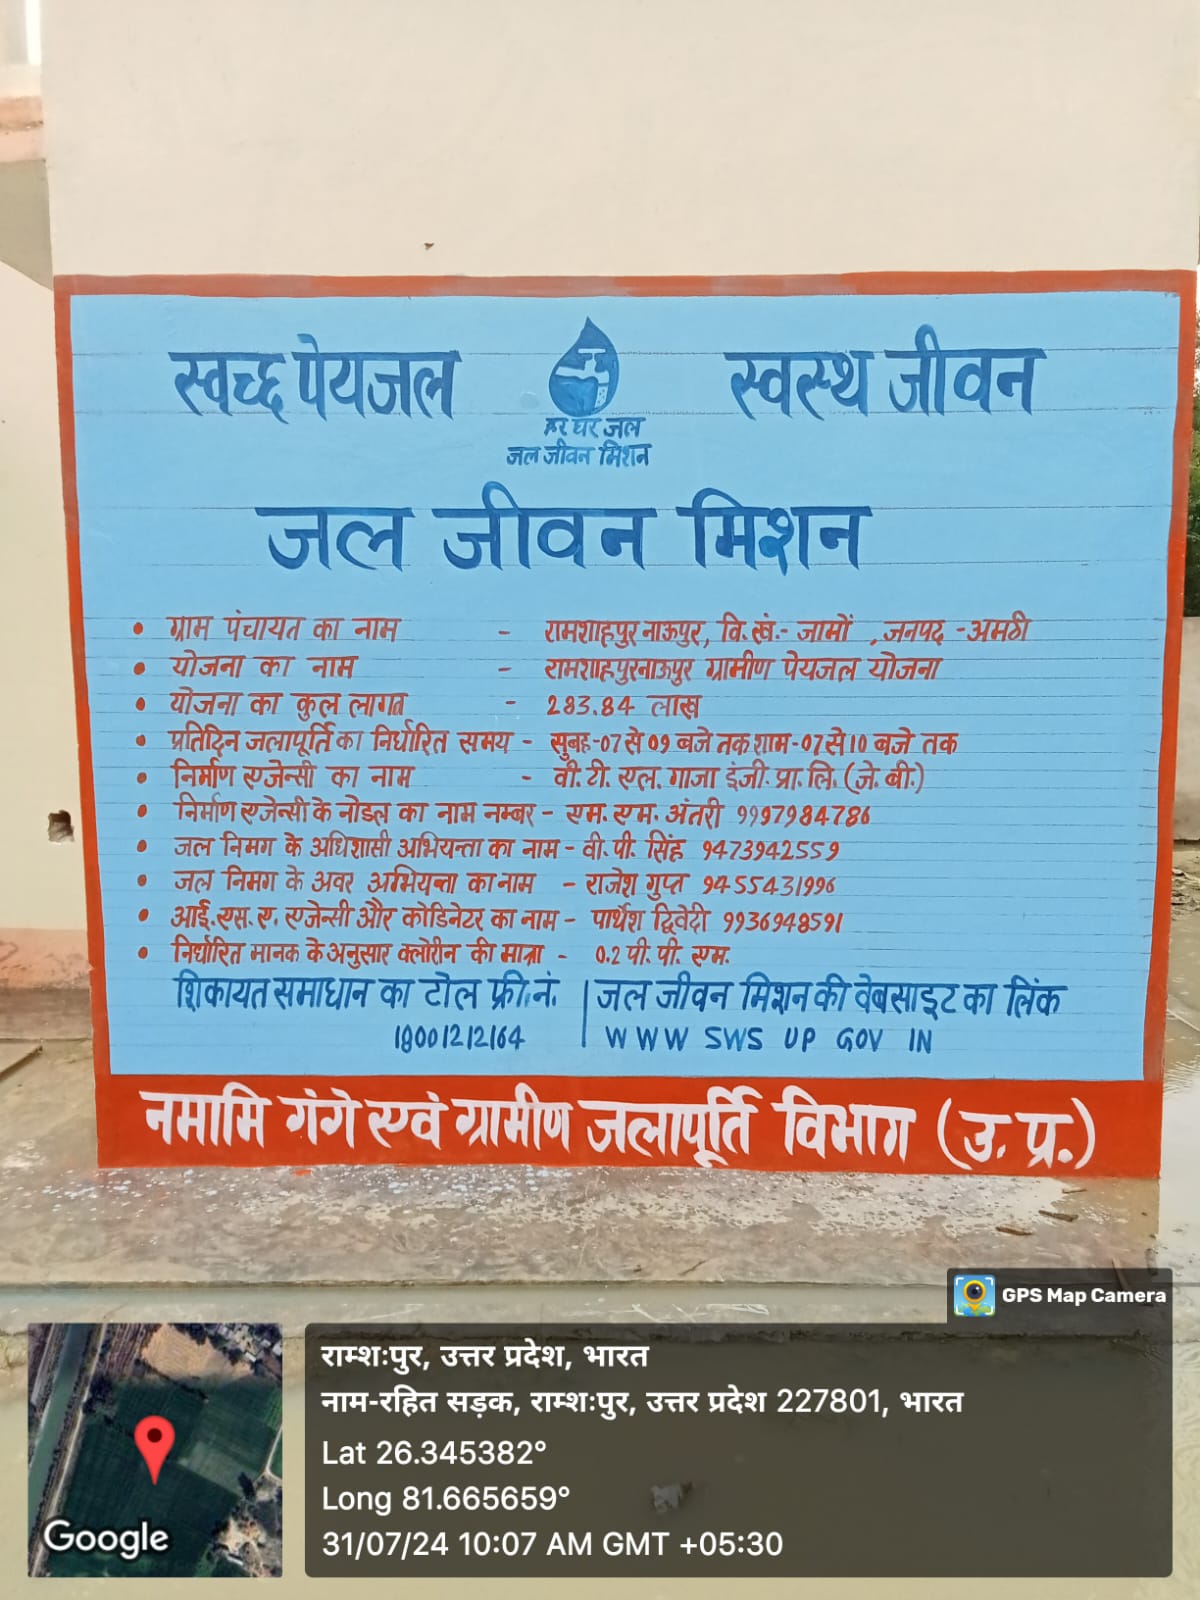 स्वच्छ पेयजल स्वस्थ जीवन
हर घर जल
जल जीवन मिशन
जल जीवन मिशन
• ग्राम पंचायत का नाम - रामशाहपुर नाऊपुर, वि.खं.- जामों , जनपद -अमठी
• योजना का नाम - रामशाहपुरनाऊपुर ग्रामीण पेयजल योजना
• योजना का कुल लागत - 283.84 लाख
• प्रतिदिन जलापूर्ति का निर्धारित समय - सुबह-07 से 09 बजे तक शाम-07 से 10 बजे तक
• निर्माण एजेन्सी का नाम - वी.टी. एल. गाजा इंजी. प्रा. लि. (जे. बी.)
• निर्माण एजेन्सी के नोडल का नाम नम्बर - एम. एम. अंतरी 9997984786
• जल निमग के अधिशासी अभियन्ता का नाम - वी. पी. सिंह 9473942559
• जल निमग के अवर अभियन्ता का नाम - राजेश गुप्त 9455431996
• आई. एस. ए. एजेन्सी और कोडिनेटर का नाम - पार्थेश द्विवेदी 9936948591
• निर्धारित मानक के अनुसार क्लोरीन की मात्रा - 0.2 पी. पी. एम.
शिकायत समाधान का टोल फ्री. नं. | जल जीवन मिशन की वेबसाइट का लिंक
18001212164 WWW SWS UP GOV IN
नमामि गंगे एवं ग्रामीण जलापूर्ति विभाग (उ. प्र.)
GPS Map Camera
राम्शःपुर, उत्तर प्रदेश, भारत
नाम-रहित सड़क, राम्शःपुर, उत्तर प्रदेश 227801, भारत
Lat 26.345382°
Long 81.665659°
31/07/24 10:07 AM GMT +05:30
Google